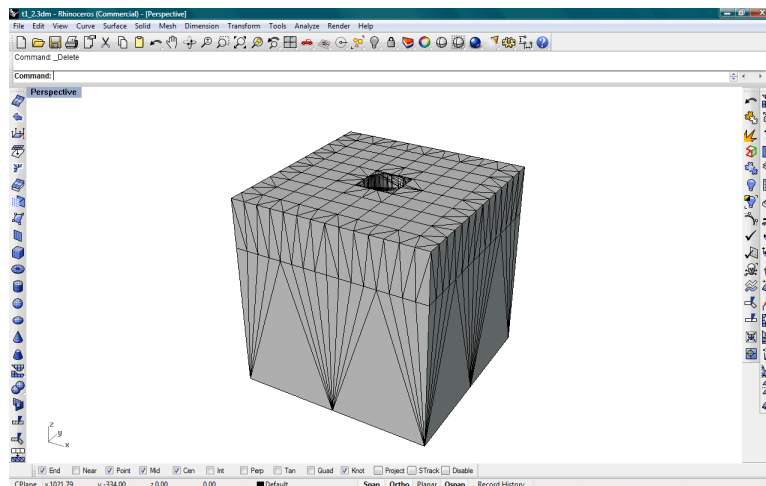 t1_2.3dm - Rhinoceros (Commercial) - [Perspective]
File Edit View Curve Surface Solid Mesh Dimension Transform Tools Analyze Render Help
Command: _Delete
Command:
Perspective
z
y
x
End Near Point Mid Cen Int Perp Tan Quad Knot Project STrack Disable
CPlane x 1021.79 y -334.00 z 0.00 0.00 Default Snap Ortho Planar Osnap Record History